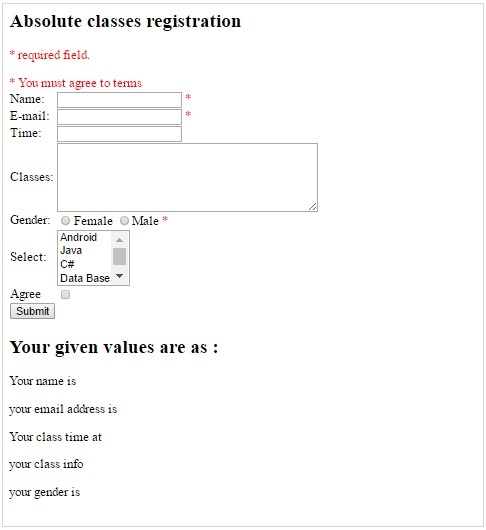 Absolute classes registration
* required field.
* You must agree to terms
Name: *
E-mail: *
Time:
Classes:
Gender: Female Male *
Select: Android
Java
C#
Data Base
Agree
Submit
Your given values are as :
Your name is
your email address is
Your class time at
your class info
your gender is